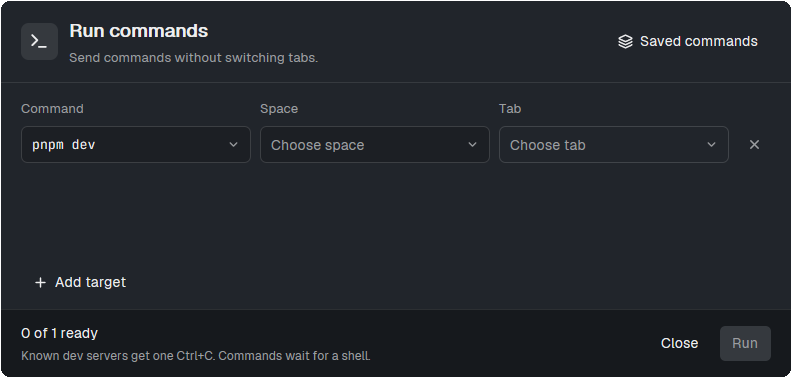 Run commands
Send commands without switching tabs.
Saved commands
Command
Space
Tab
pnpm dev
Choose space
Choose tab
Add target
0 of 1 ready
Known dev servers get one Ctrl+C. Commands wait for a shell.
Close
Run